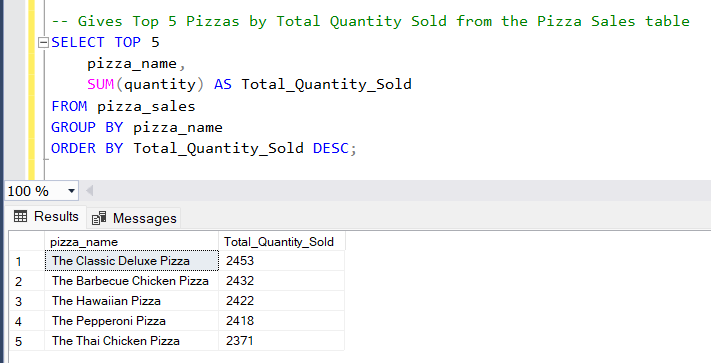 -- Gives Top 5 Pizzas by Total Quantity Sold from the Pizza Sales table
SELECT TOP 5
pizza_name,
SUM(quantity) AS Total_Quantity_Sold
FROM pizza_sales
GROUP BY pizza_name
ORDER BY Total_Quantity_Sold DESC;
100 %
Results Messages
pizza_name Total_Quantity_Sold
1 The Classic Deluxe Pizza 2453
2 The Barbecue Chicken Pizza 2432
3 The Hawaiian Pizza 2422
4 The Pepperoni Pizza 2418
5 The Thai Chicken Pizza 2371